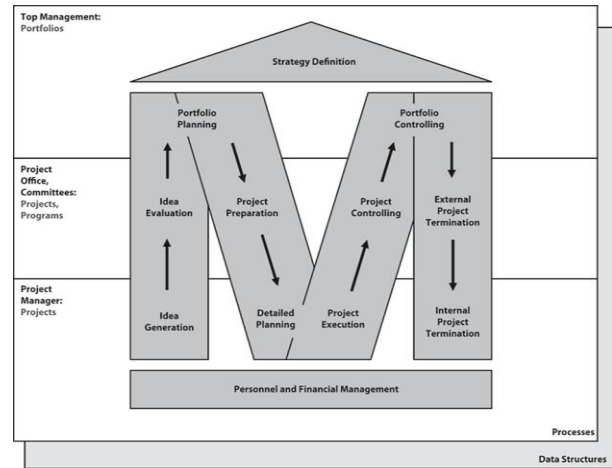 Top Management:
Portfolios
Strategy Definition
Portfolio
Planning
Portfolio
Controlling
Project
Office,
Committees:
Projects,
Programs
Idea
Evaluation
Project
Preparation
Project
Controlling
External
Project
Termination
Project
Manager:
Projects
Idea
Generation
Detailed
Planning
Project
Execution
Internal
Project
Termination
Personnel and Financial Management
Processes
Data Structures